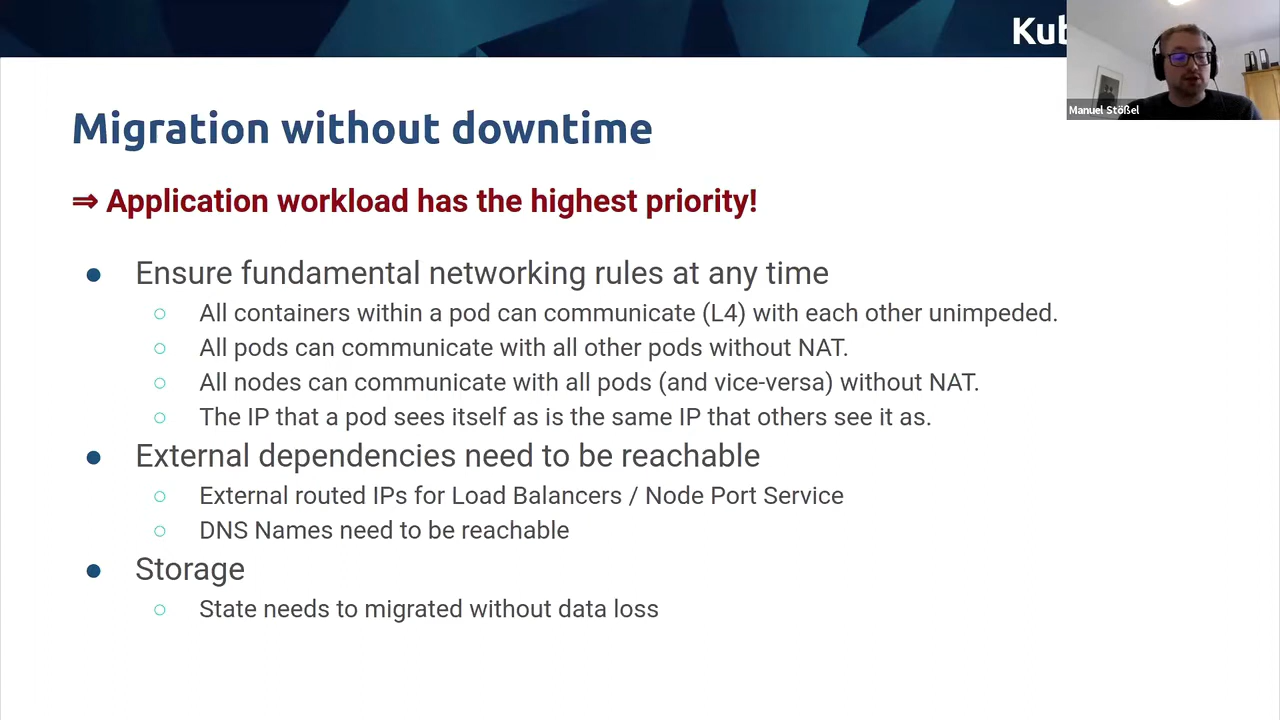 Manuel Stößel
Migration without downtime
⇒ Application workload has the highest priority!
● Ensure fundamental networking rules at any time
○ All containers within a pod can communicate (L4) with each other unimpeded.
○ All pods can communicate with all other pods without NAT.
○ All nodes can communicate with all pods (and vice-versa) without NAT.
○ The IP that a pod sees itself as is the same IP that others see it as.
● External dependencies need to be reachable
○ External routed IPs for Load Balancers / Node Port Service
○ DNS Names need to be reachable
● Storage
○ State needs to migrated without data loss